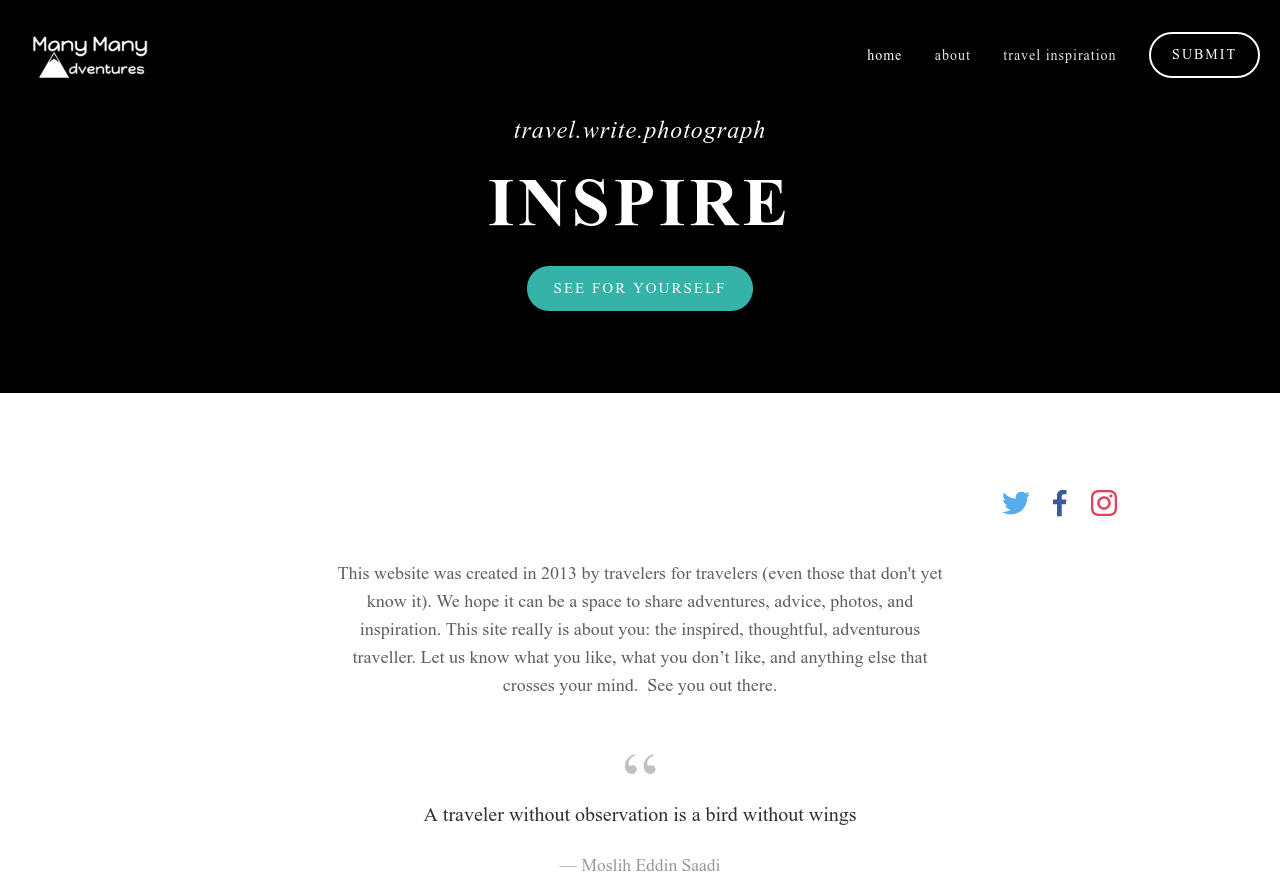 Many Many
dventures
home
about
travel inspiration
SUBMIT
travel.write.photograph
INSPIRE
SEE FOR YOURSELF
This website was created in 2013 by travelers for travelers (even those that don't yet
know it). We hope it can be a space to share adventures, advice, photos, and
inspiration. This site really is about you: the inspired, thoughtful, adventurous
traveller. Let us know what you like, what you don’t like, and anything else that
crosses your mind.  See you out there.
“
A traveler without observation is a bird without wings
— Moslih Eddin Saadi